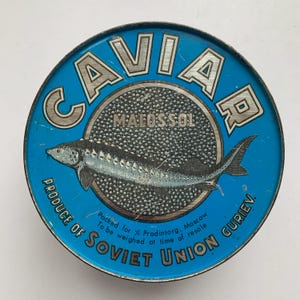 CAVIAR
MALOSSOL
Packed for V/o Prodintorg, Moscow
To be weighed at time of resale
PRODUCE OF SOVIET UNION GURIEV